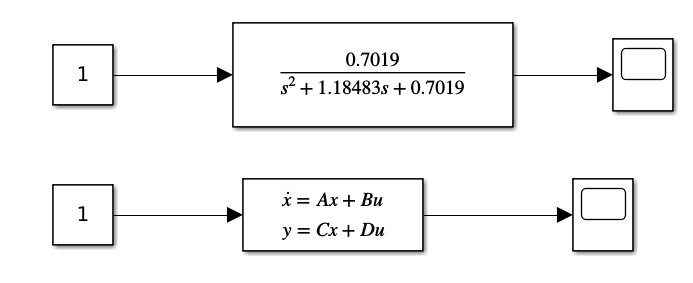 1
0.7019
s² + 1.18483s + 0.7019
1
ẋ = Ax + Bu
y = Cx + Du